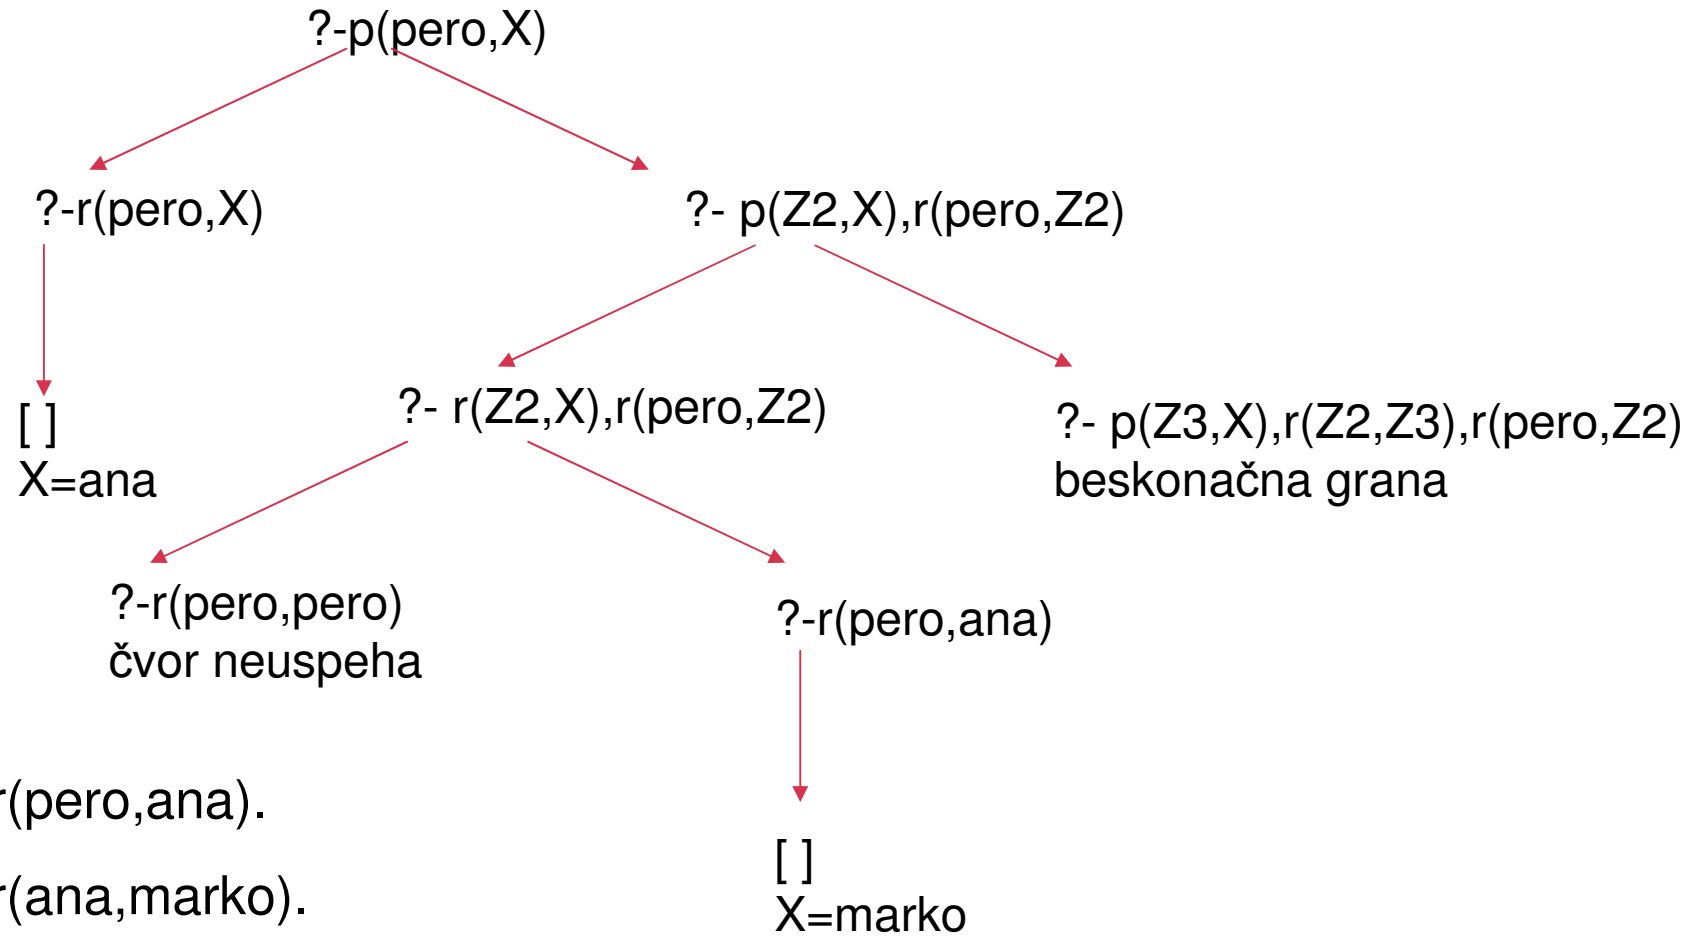 ?-p(pero,X)
?-r(pero,X)
?- p(Z2,X),r(pero,Z2)
[ ]
X=ana
?- r(Z2,X),r(pero,Z2)
?- p(Z3,X),r(Z2,Z3),r(pero,Z2)
beskonačna grana
?-r(pero,pero)
čvor neuspeha
?-r(pero,ana)
r(pero,ana).
r(ana,marko).
[ ]
X=marko